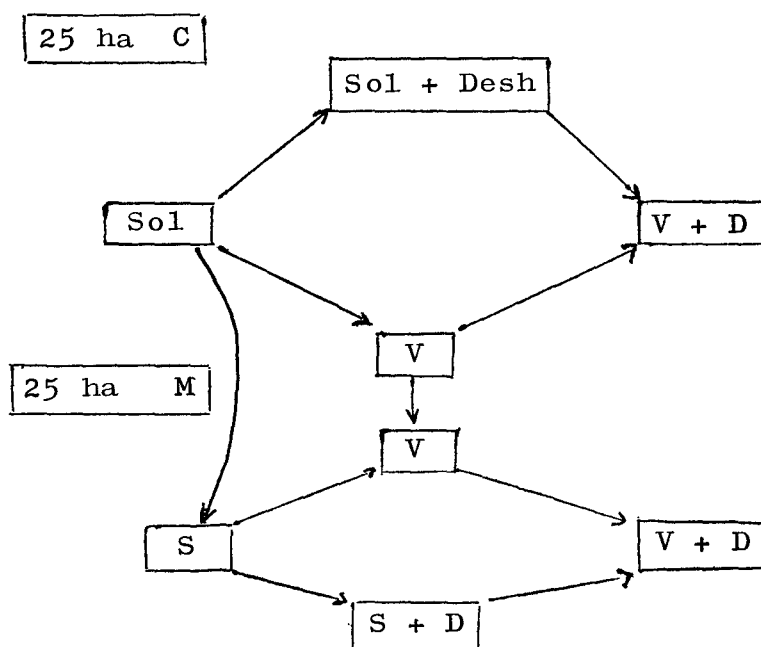 25 ha C
Sol + Desh
Sol
V + D
V
25 ha M
V
S
V + D
S + D